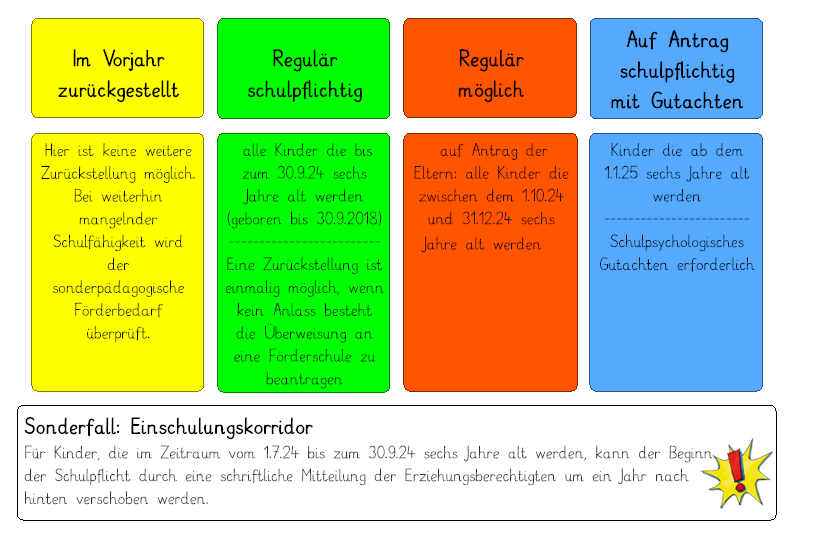 Im Vorjahr
zurückgestellt
Regulär
schulpflichtig
Regulär
möglich
Auf Antrag
schulpflichtig
mit Gutachten
Hier ist keine weitere
Zurückstellung möglich.
Bei weiterhin
mangelnder
Schulfähigkeit wird
der
sonderpädagogische
Förderbedarf
überprüft.
alle Kinder die bis
zum 30.9.24 sechs
Jahre alt werden
(geboren bis 30.9.2018)
-------------------------
Eine Zurückstellung ist
einmalig möglich, wenn
kein Anlass besteht
die Überweisung an
eine Förderschule zu
beantragen
auf Antrag der
Eltern: alle Kinder die
zwischen dem 1.10.24
und 31.12.24 sechs
Jahre alt werden
Kinder die ab dem
1.1.25 sechs Jahre alt
werden
------------------------
Schulpsychologisches
Gutachten erforderlich
Sonderfall: Einschulungskorridor
Für Kinder, die im Zeitraum vom 1.7.24 bis zum 30.9.24 sechs Jahre alt werden, kann der Beginn
der Schulpflicht durch eine schriftliche Mitteilung der Erziehungsberechtigten um ein Jahr nach
hinten verschoben werden.
!